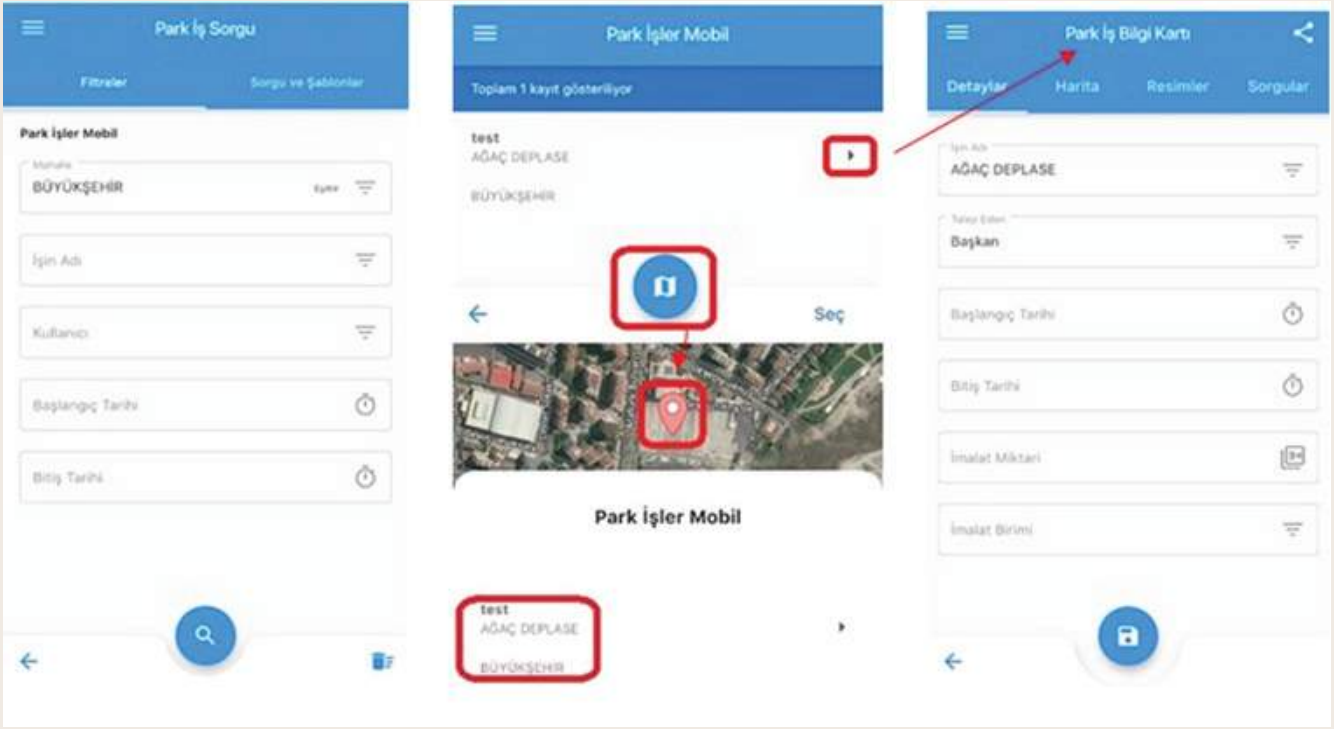 Park İş Sorgu
Filtreler
Sorgu ve Şablonlar
Park İşler Mobil
Mahalle
BÜYÜKŞEHİR
Eşittir
İşin Adı
Kullanıcı
Başlangıç Tarihi
Bitiş Tarihi
Park İşler Mobil
Toplam 1 kayıt gösteriliyor
test
AĞAÇ DEPLASE
BÜYÜKŞEHİR
Seç
Park İşler Mobil
test
AĞAÇ DEPLASE
BÜYÜKŞEHİR
Park İş Bilgi Kartı
Detaylar
Harita
Resimler
Sorgular
İşin Adı
AĞAÇ DEPLASE
Talep Eden
Başkan
Başlangıç Tarihi
Bitiş Tarihi
İmalat Miktarı
İmalat Birimi